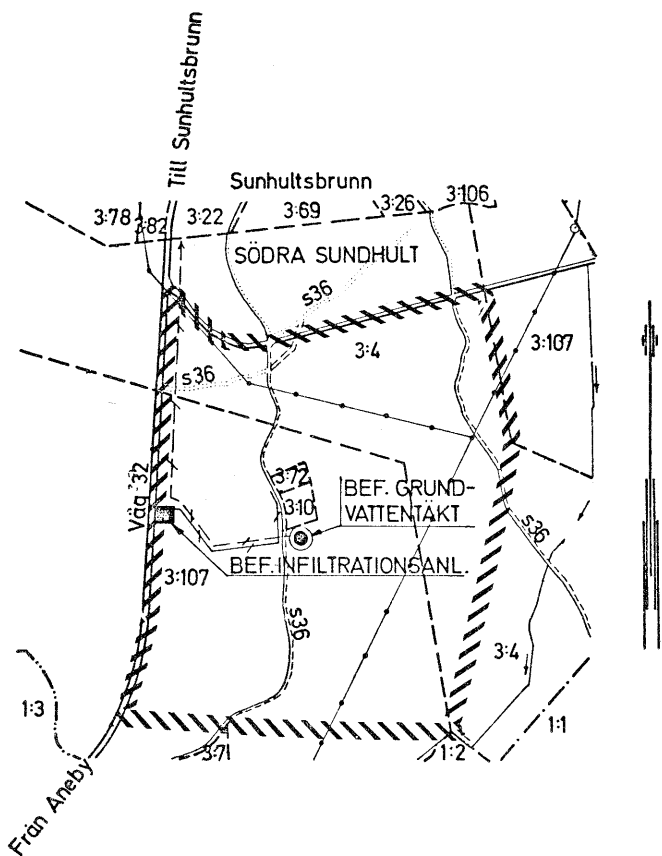 Till Sunhultsbrunn
Sunhultsbrunn
3:78
3:82
3:22
3:69
3:26
3:106
SÖDRA SUNDHULT
s36
3:4
3:107
s36
3:72
3:10
BEF. GRUND-
VATTENTÄKT
Väg 32
BEF. INFILTRATIONSANL.
3:107
s36
s36
3:4
1:3
3:71
1:2
1:1
Från Aneby